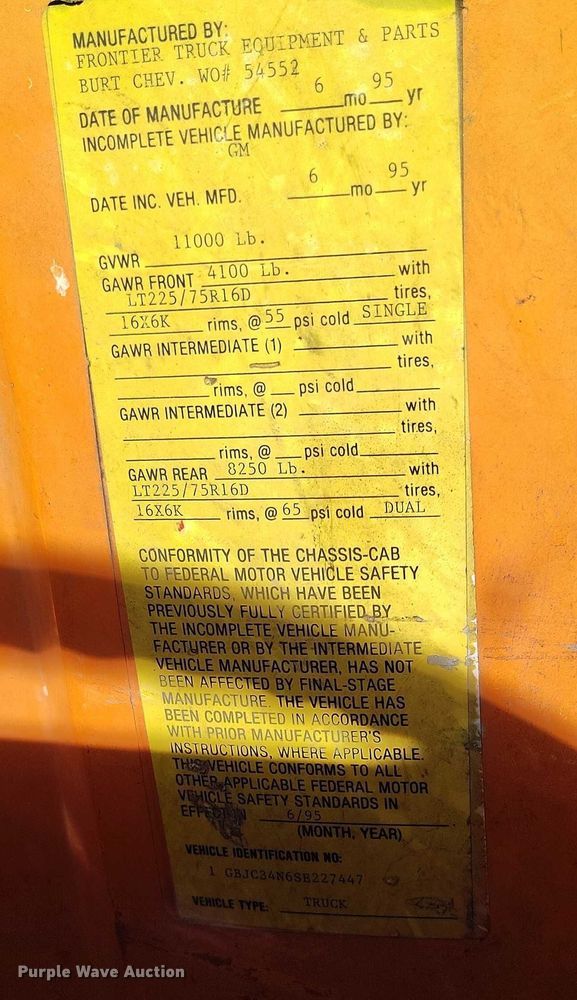 MANUFACTURED BY:
FRONTIER TRUCK EQUIPMENT & PARTS
BURT CHEV. WO# 54552
DATE OF MANUFACTURE 6 mo 95 yr
INCOMPLETE VEHICLE MANUFACTURED BY:
GM
DATE INC. VEH. MFD. 6 mo 95 yr
GVWR 11000 Lb.
GAWR FRONT 4100 Lb. with
LT225/75R16D tires,
16X6K rims, @ 55 psi cold SINGLE
GAWR INTERMEDIATE (1) with
tires,
rims, @ psi cold
GAWR INTERMEDIATE (2) with
tires,
rims, @ psi cold
GAWR REAR 8250 Lb. with
LT225/75R16D tires,
16X6K rims, @ 65 psi cold DUAL
CONFORMITY OF THE CHASSIS-CAB
TO FEDERAL MOTOR VEHICLE SAFETY
STANDARDS, WHICH HAVE BEEN
PREVIOUSLY FULLY CERTIFIED BY
THE INCOMPLETE VEHICLE MANU-
FACTURER OR BY THE INTERMEDIATE
VEHICLE MANUFACTURER, HAS NOT
BEEN AFFECTED BY FINAL-STAGE
MANUFACTURE. THE VEHICLE HAS
BEEN COMPLETED IN ACCORDANCE
WITH PRIOR MANUFACTURER'S
INSTRUCTIONS, WHERE APPLICABLE.
THIS VEHICLE CONFORMS TO ALL
OTHER APPLICABLE FEDERAL MOTOR
VEHICLE SAFETY STANDARDS IN
EFFECT IN 6/95
(MONTH, YEAR)
VEHICLE IDENTIFICATION NO:
1 GBJC34N6SE227447
VEHICLE TYPE: TRUCK
Purple Wave Auction